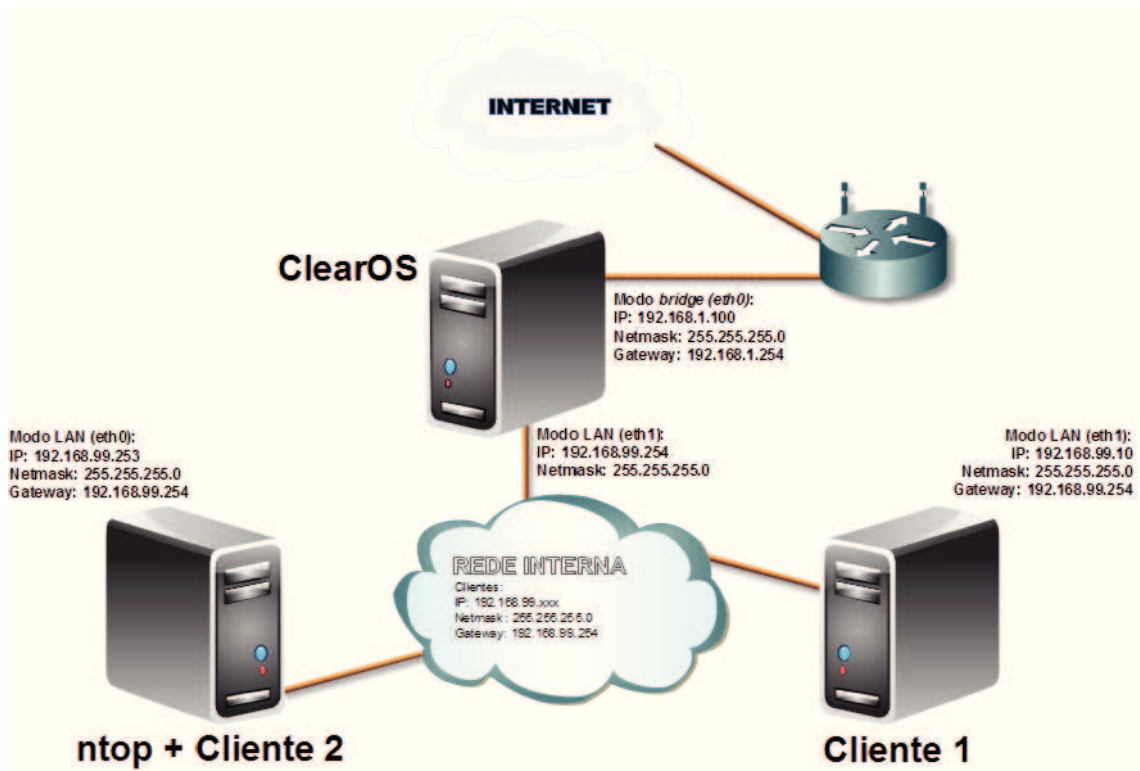 INTERNET
ClearOS
Modo bridge (eth0):
IP: 192.168.1.100
Netmask: 255.255.255.0
Gateway: 192.168.1.254
Modo LAN (eth0):
IP: 192.168.99.253
Netmask: 255.255.255.0
Gateway: 192.168.99.254
Modo LAN (eth1):
IP: 192.168.99.254
Netmask: 255.255.255.0
Modo LAN (eth1):
IP: 192.168.99.10
Netmask: 255.255.255.0
Gateway: 192.168.99.254
REDE INTERNA
Clientes:
IP: 192.168.99.xxx
Netmask: 255.255.255.0
Gateway: 192.168.99.254
ntop + Cliente 2
Cliente 1